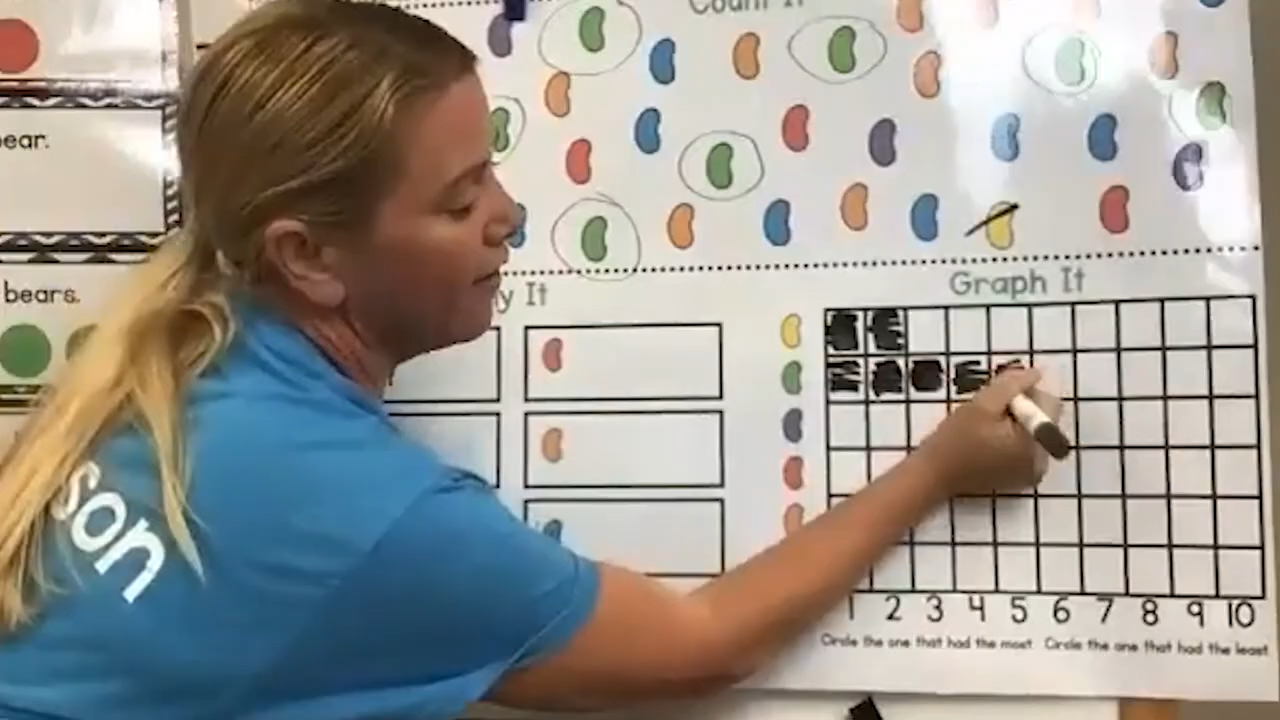 Count It
ear.
bears.
y It
Graph It
son
1 2 3 4 5 6 7 8 9 10
Circle the one that had the most Circle the one that had the least